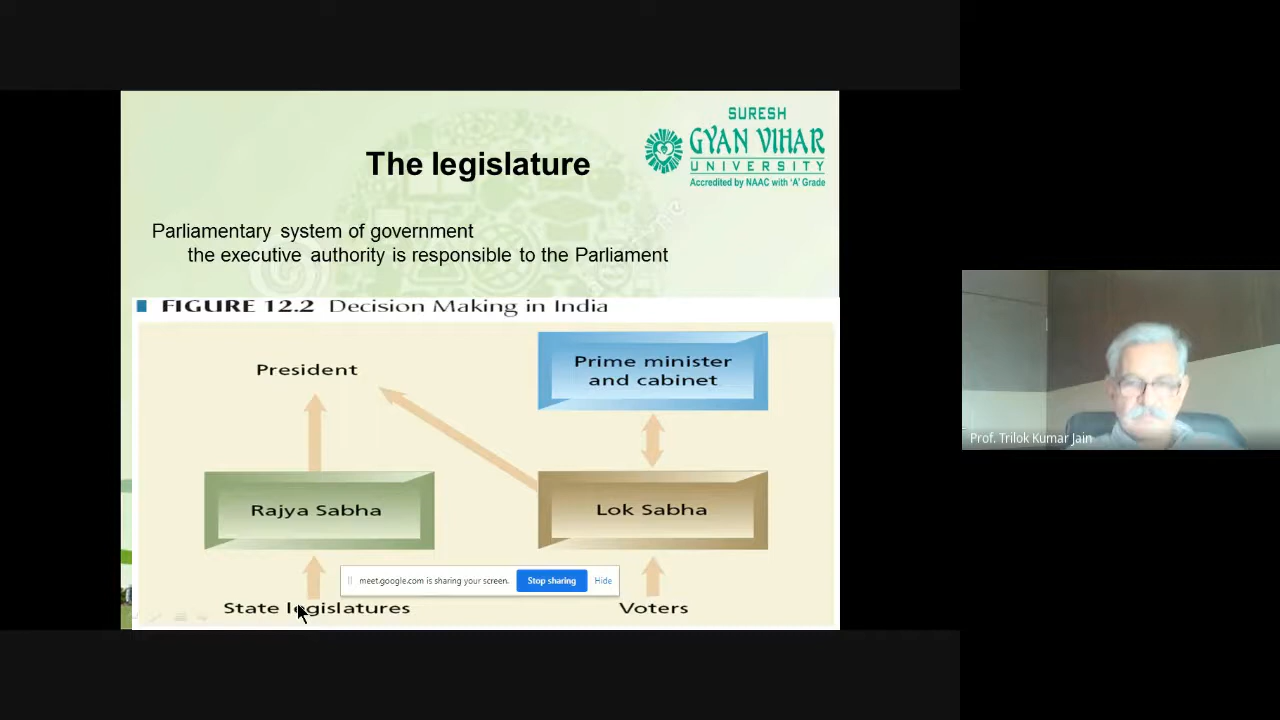 SURESH
GYAN VIHAR
UNIVERSITY
Accredited by NAAC with 'A' Grade
The legislature
Parliamentary system of government
the executive authority is responsible to the Parliament
FIGURE 12.2 Decision Making in India
President
Prime minister
and cabinet
Rajya Sabha
Lok Sabha
meet.google.com is sharing your screen.
Stop sharing
Hide
State legislatures
Voters
Prof. Trilok Kumar Jain